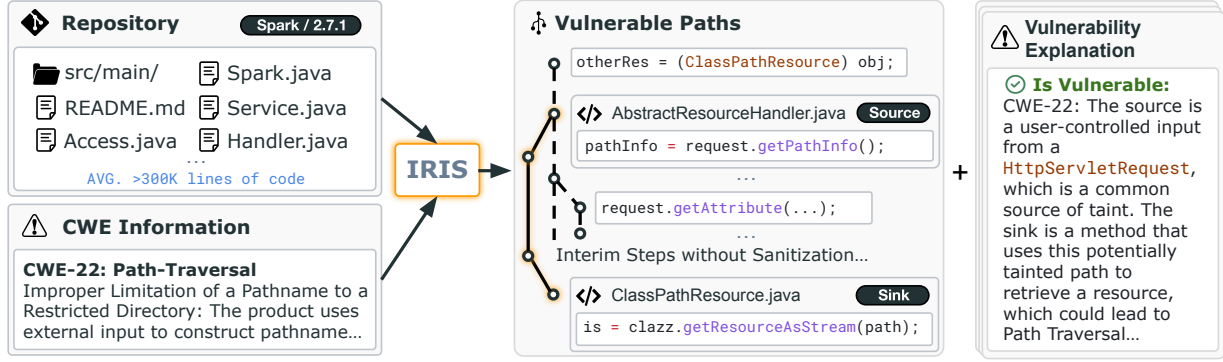 Repository
Spark / 2.7.1
src/main/
Spark.java
README.md
Service.java
Access.java
Handler.java
...
AVG. >300K lines of code
CWE Information
CWE-22: Path-Traversal
Improper Limitation of a Pathname to a
Restricted Directory: The product uses
external input to construct pathname...
IRIS
Vulnerable Paths
otherRes = (ClassPathResource) obj;
</> AbstractResourceHandler.java
Source
pathInfo = request.getPathInfo();
...
request.getAttribute(...);
...
Interim Steps without Sanitization...
</> ClassPathResource.java
Sink
is = clazz.getResourceAsStream(path);
+
Vulnerability
Explanation
Is Vulnerable:
CWE-22: The source is
a user-controlled input
from a
HttpServletRequest,
which is a common
source of taint. The
sink is a method that
uses this potentially
tainted path to
retrieve a resource,
which could lead to
Path Traversal...